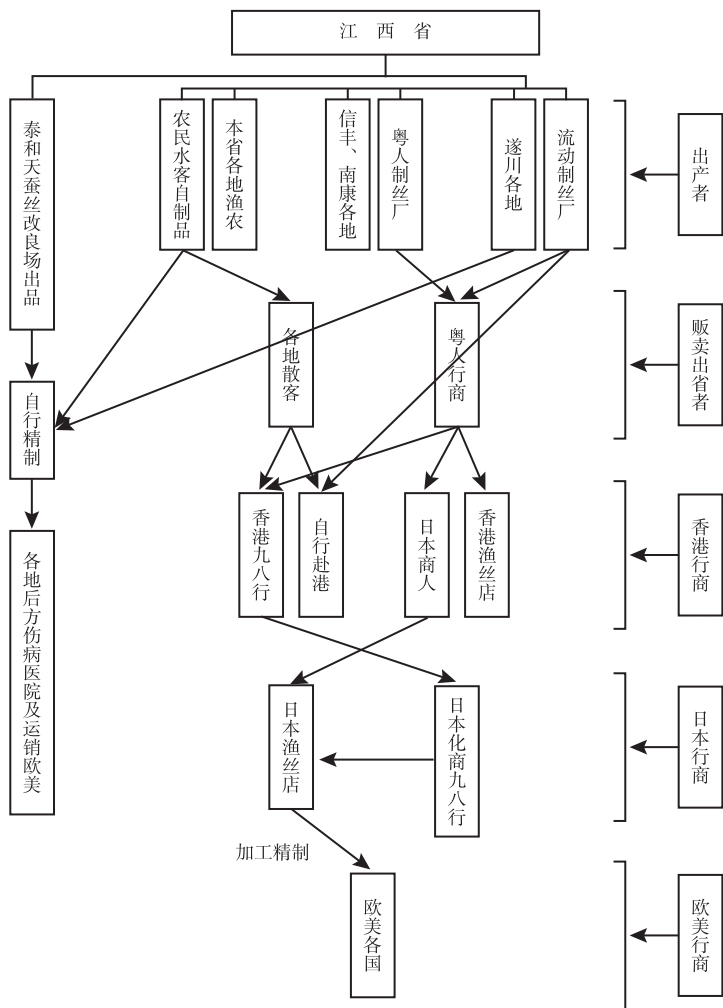 江西省
泰和天蚕丝改良场出品
农民水客自制品
本省各地渔农
信丰、南康各地
粤人制丝厂
遂川各地
流动制丝厂
出产者
各地散客
粤人行商
贩卖出省者
自行精制
香港九八行
自行赴港
日本商人
香港渔丝店
香港行商
各地后方伤病医院及运销欧美
日本渔丝店
日本化商九八行
日本行商
加工精制
欧美各国
欧美行商